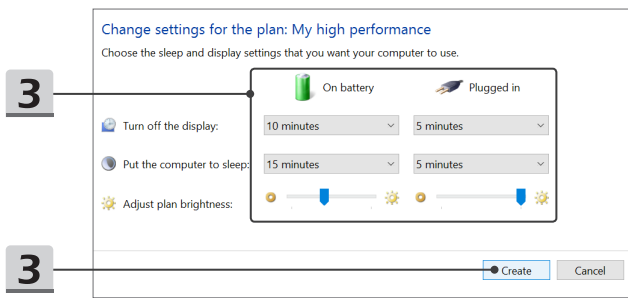 Change settings for the plan: My high performance
Choose the sleep and display settings that you want your computer to use.
3
On battery Plugged in
Turn off the display: 10 minutes 5 minutes
Put the computer to sleep: 15 minutes 5 minutes
Adjust plan brightness:
3
Create Cancel